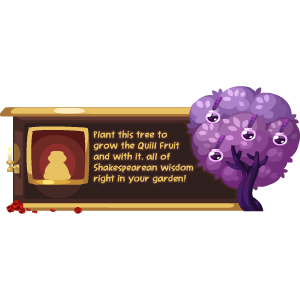 Plant this tree to
grow the Quill Fruit
and with it, all of
Shakespearean wisdom
right in your garden!